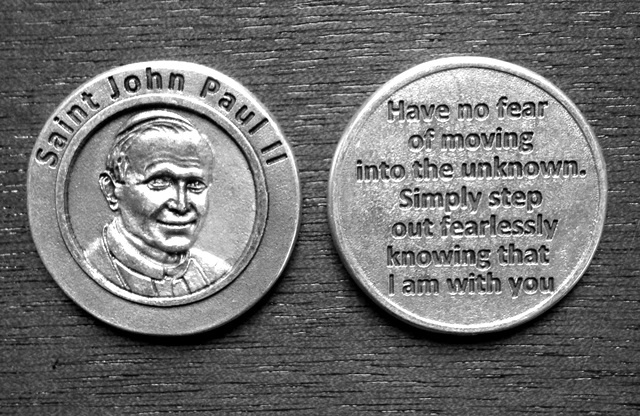 Saint John Paul II
Have no fear
of moving
into the unknown.
Simply step
out fearlessly
knowing that
I am with you